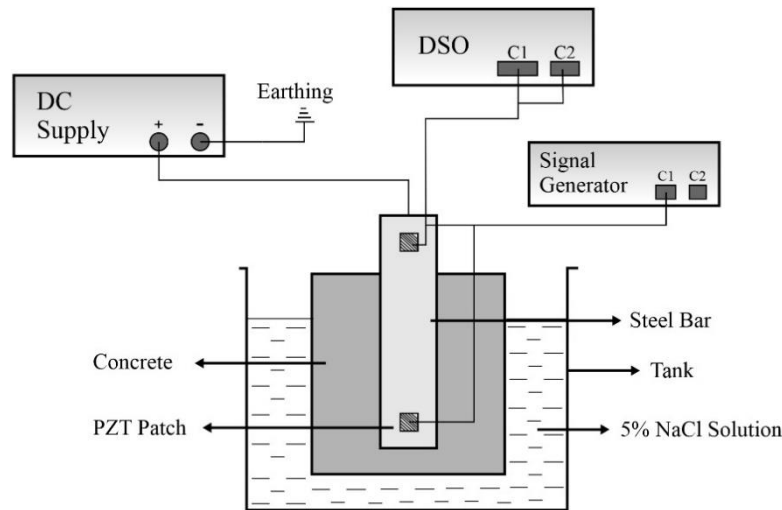 DSO
C1 C2
DC
Supply
+ -
Earthing
Signal
Generator
C1 C2
Steel Bar
Concrete
Tank
PZT Patch
5% NaCl Solution